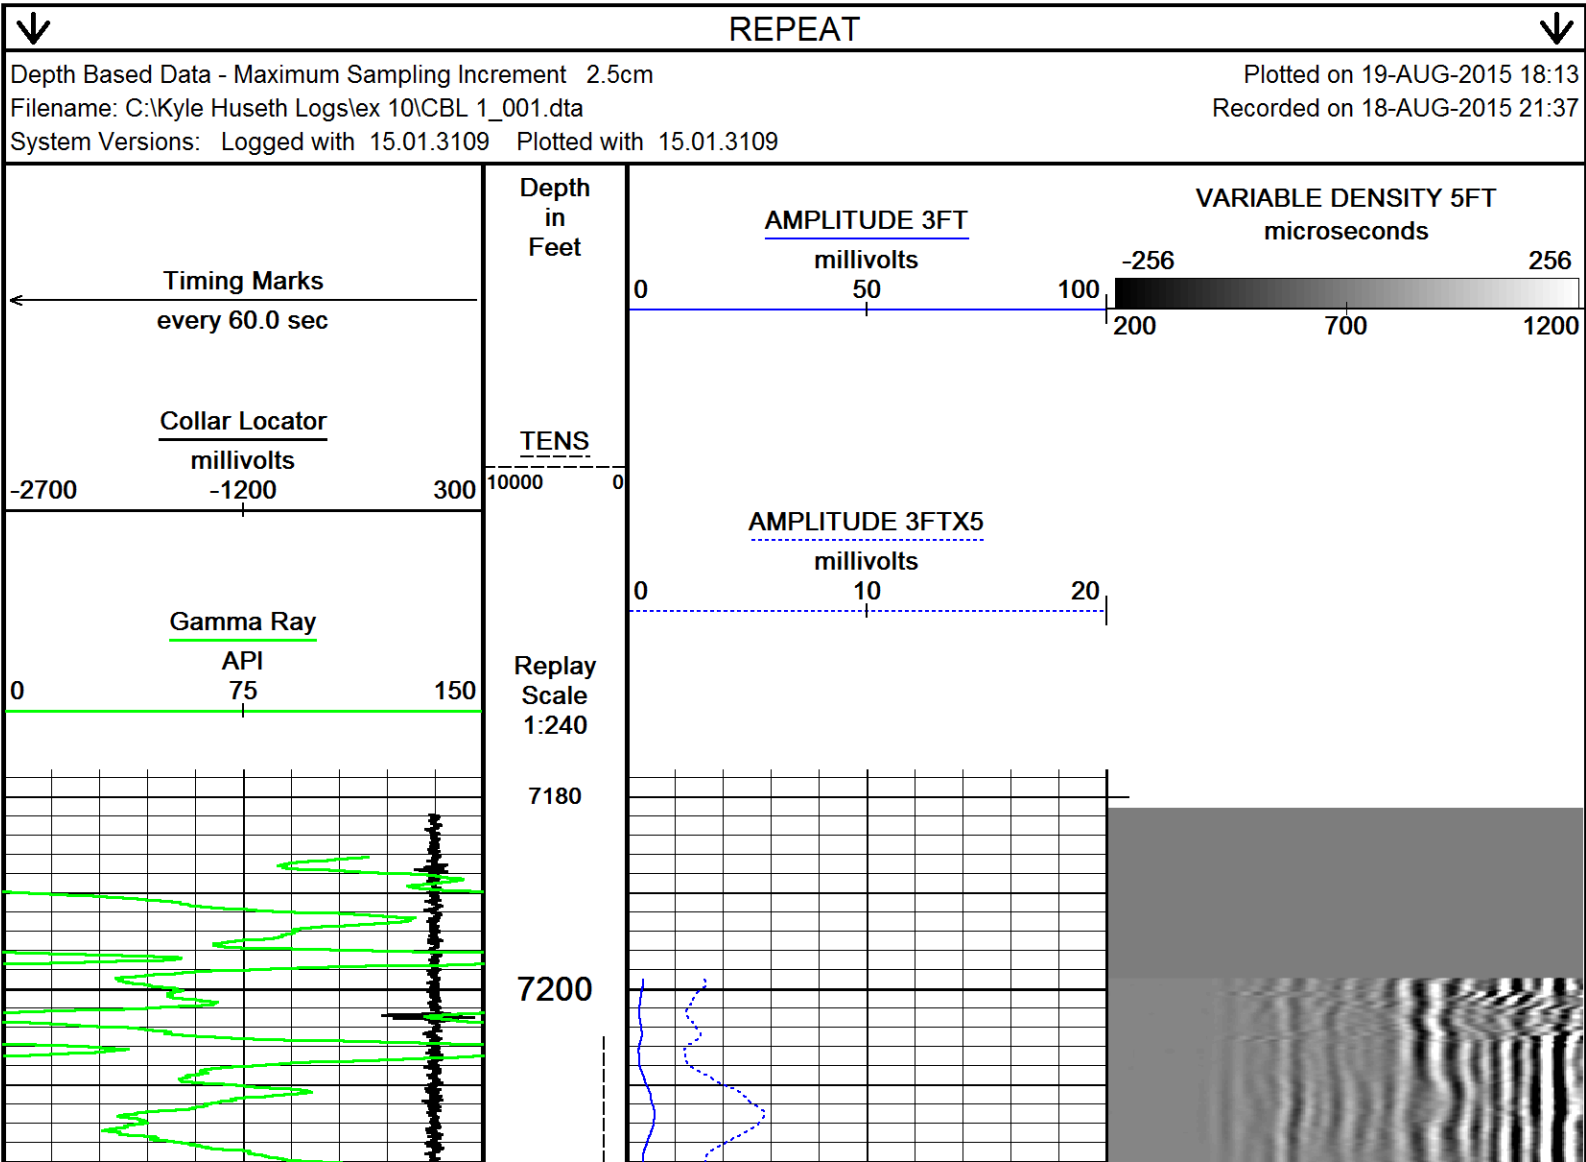 REPEAT
Depth Based Data - Maximum Sampling Increment 2.5cm
Plotted on 19-AUG-2015 18:13
Filename: C:\Kyle Huseth Logs\ex 10\CBL 1_001.dta
Recorded on 18-AUG-2015 21:37
System Versions: Logged with 15.01.3109 Plotted with 15.01.3109
Timing Marks
every 60.0 sec
Collar Locator
millivolts
-2700 -1200 300
Gamma Ray
API
0 75 150
Depth
in
Feet
TENS
10000 0
Replay
Scale
1:240
7180
7200
AMPLITUDE 3FT
millivolts
0 50 100
AMPLITUDE 3FTX5
millivolts
0 10 20
VARIABLE DENSITY 5FT
microseconds
-256 256
200 700 1200